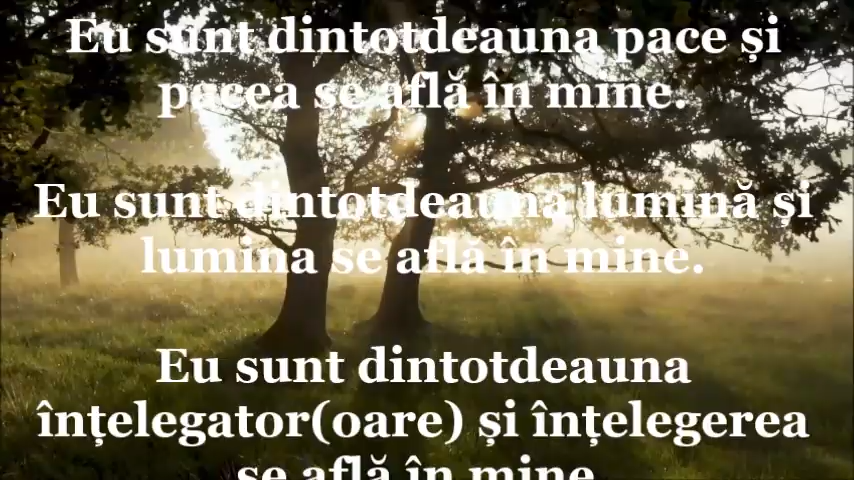 Eu sunt dintotdeauna pace și
pacea se află în mine.
Eu sunt dintotdeauna lumină și
lumina se află în mine.
Eu sunt dintotdeauna
înțelegator(oare) și înțelegerea
se află în mine